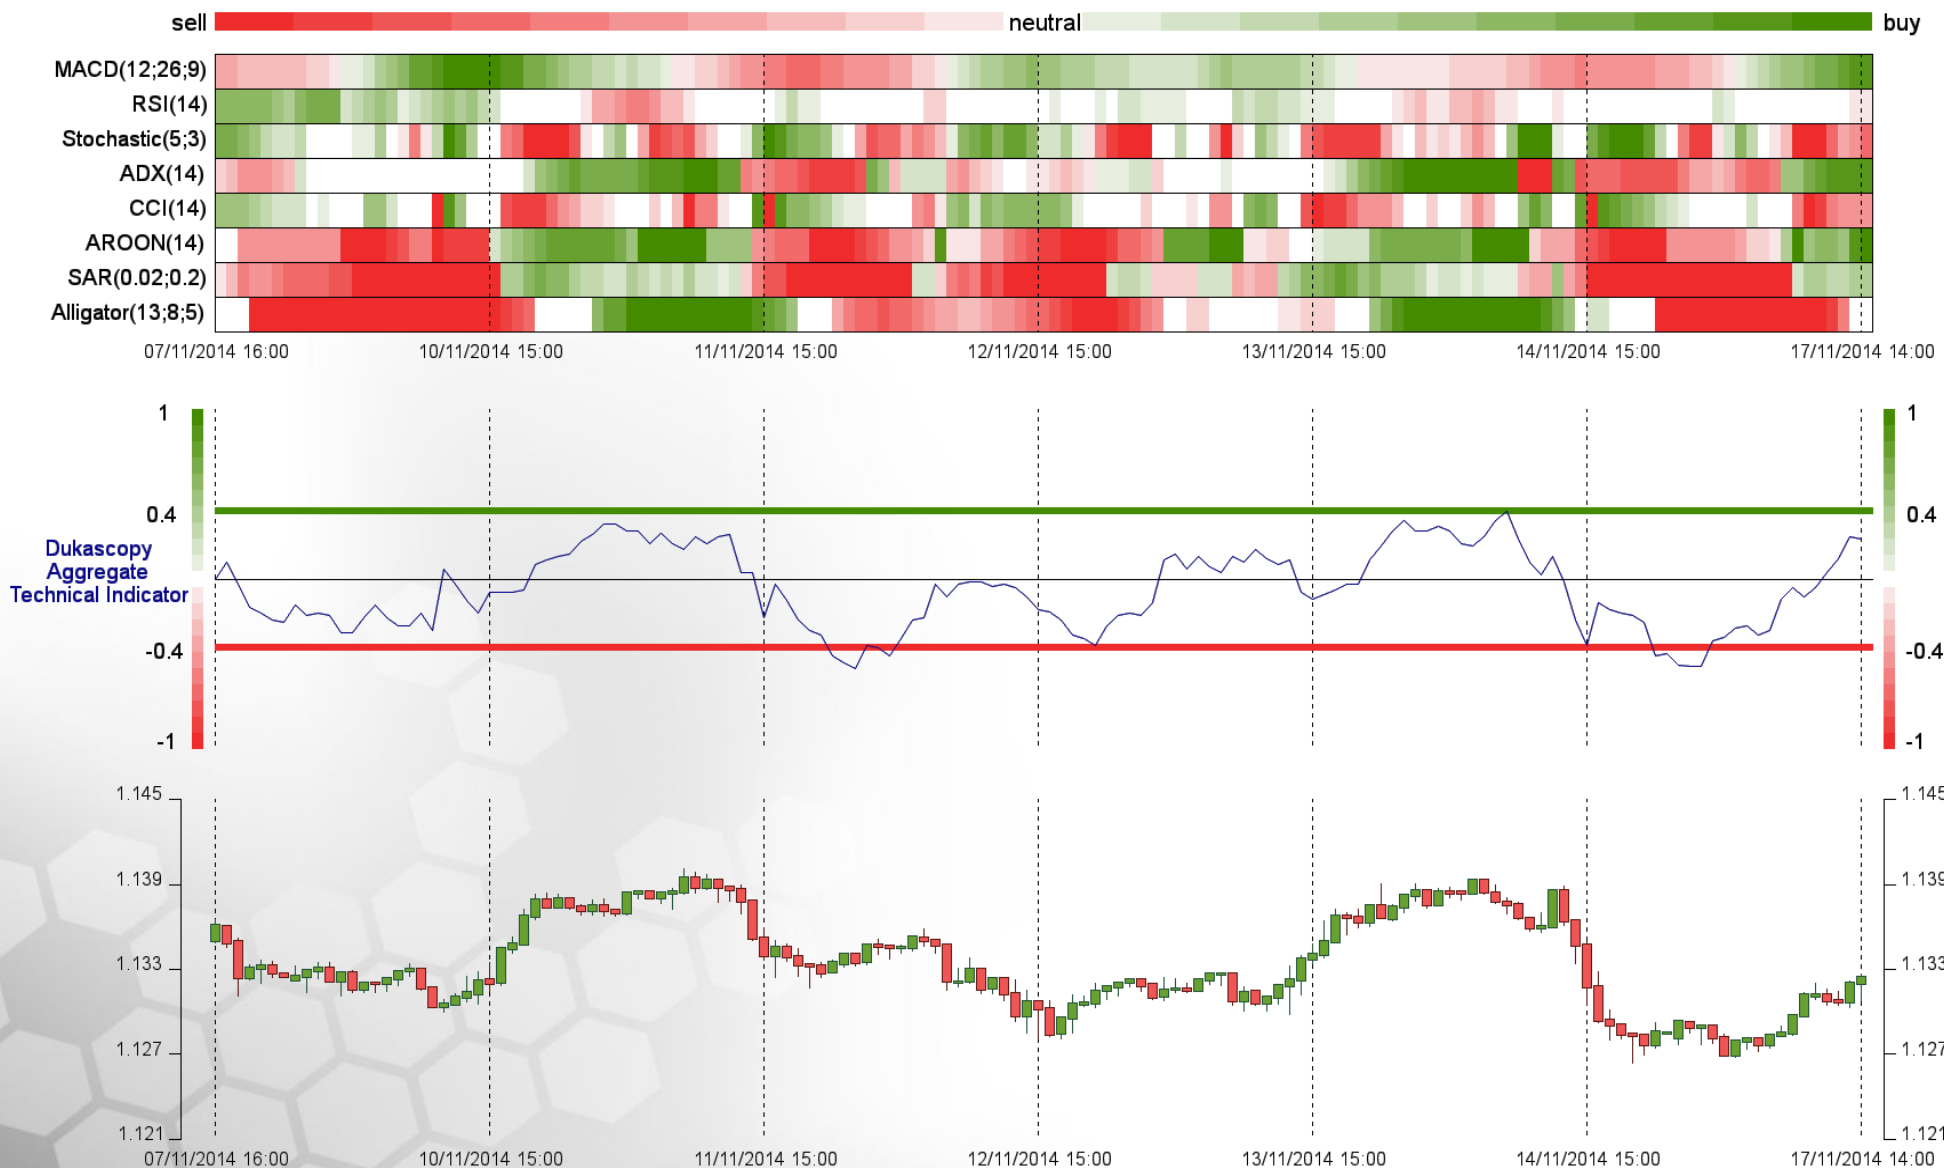 sell neutral buy
MACD(12;26;9)
RSI(14)
Stochastic(5;3)
ADX(14)
CCI(14)
AROON(14)
SAR(0.02;0.2)
Alligator(13;8;5)
07/11/2014 16:00 10/11/2014 15:00 11/11/2014 15:00 12/11/2014 15:00 13/11/2014 15:00 14/11/2014 15:00 17/11/2014 14:00
1 1
0.4 0.4
Dukascopy
Aggregate
Technical Indicator
-0.4 -0.4
-1 -1
1.145 1.145
1.139 1.139
1.133 1.133
1.127 1.127
1.121 1.121
07/11/2014 16:00 10/11/2014 15:00 11/11/2014 15:00 12/11/2014 15:00 13/11/2014 15:00 14/11/2014 15:00 17/11/2014 14:00